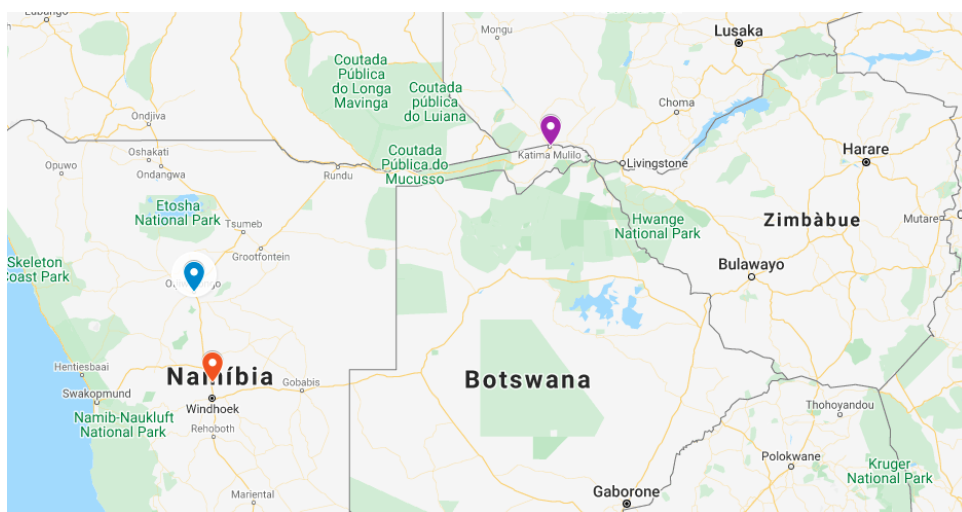 Lubango
Mongu
Lusaka
Coutada
Pública
do Longa
Mavinga
Coutada
pública
do Luiana
Choma
Ondjiva
Oshakati
Ondangwa
Opuwo
Rundu
Coutada
Pública do
Mucusso
Katima Mulilo
Livingstone
Harare
Etosha
National Park
Tsumeb
Grootfontein
Hwange
National Park
Zimbàbue
Mutare
Skeleton
Coast Park
Bulawayo
Hentiesbaai
Namíbia
Gobabis
Botswana
Swakopmund
Windhoek
Namib-Naukluft
National Park
Rehoboth
Thohoyandou
Polokwane
Kruger
National Park
Mariental
Gaborone